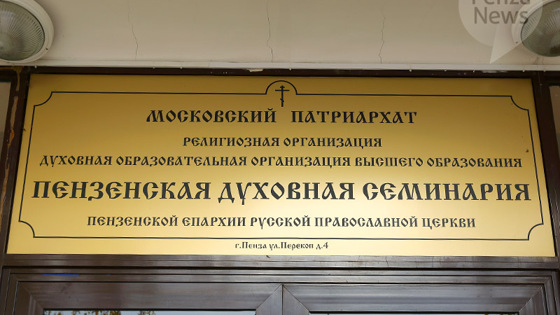 Penza
News
МОСКОВСКИЙ ПАТРИАРХАТ
РЕЛИГИОЗНАЯ ОРГАНИЗАЦИЯ
ДУХОВНАЯ ОБРАЗОВАТЕЛЬНАЯ ОРГАНИЗАЦИЯ ВЫСШЕГО ОБРАЗОВАНИЯ
ПЕНЗЕНСКАЯ ДУХОВНАЯ СЕМИНАРИЯ
ПЕНЗЕНСКОЙ ЕПАРХИИ РУССКОЙ ПРАВОСЛАВНОЙ ЦЕРКВИ
г.Пенза ул.Перекоп д.4